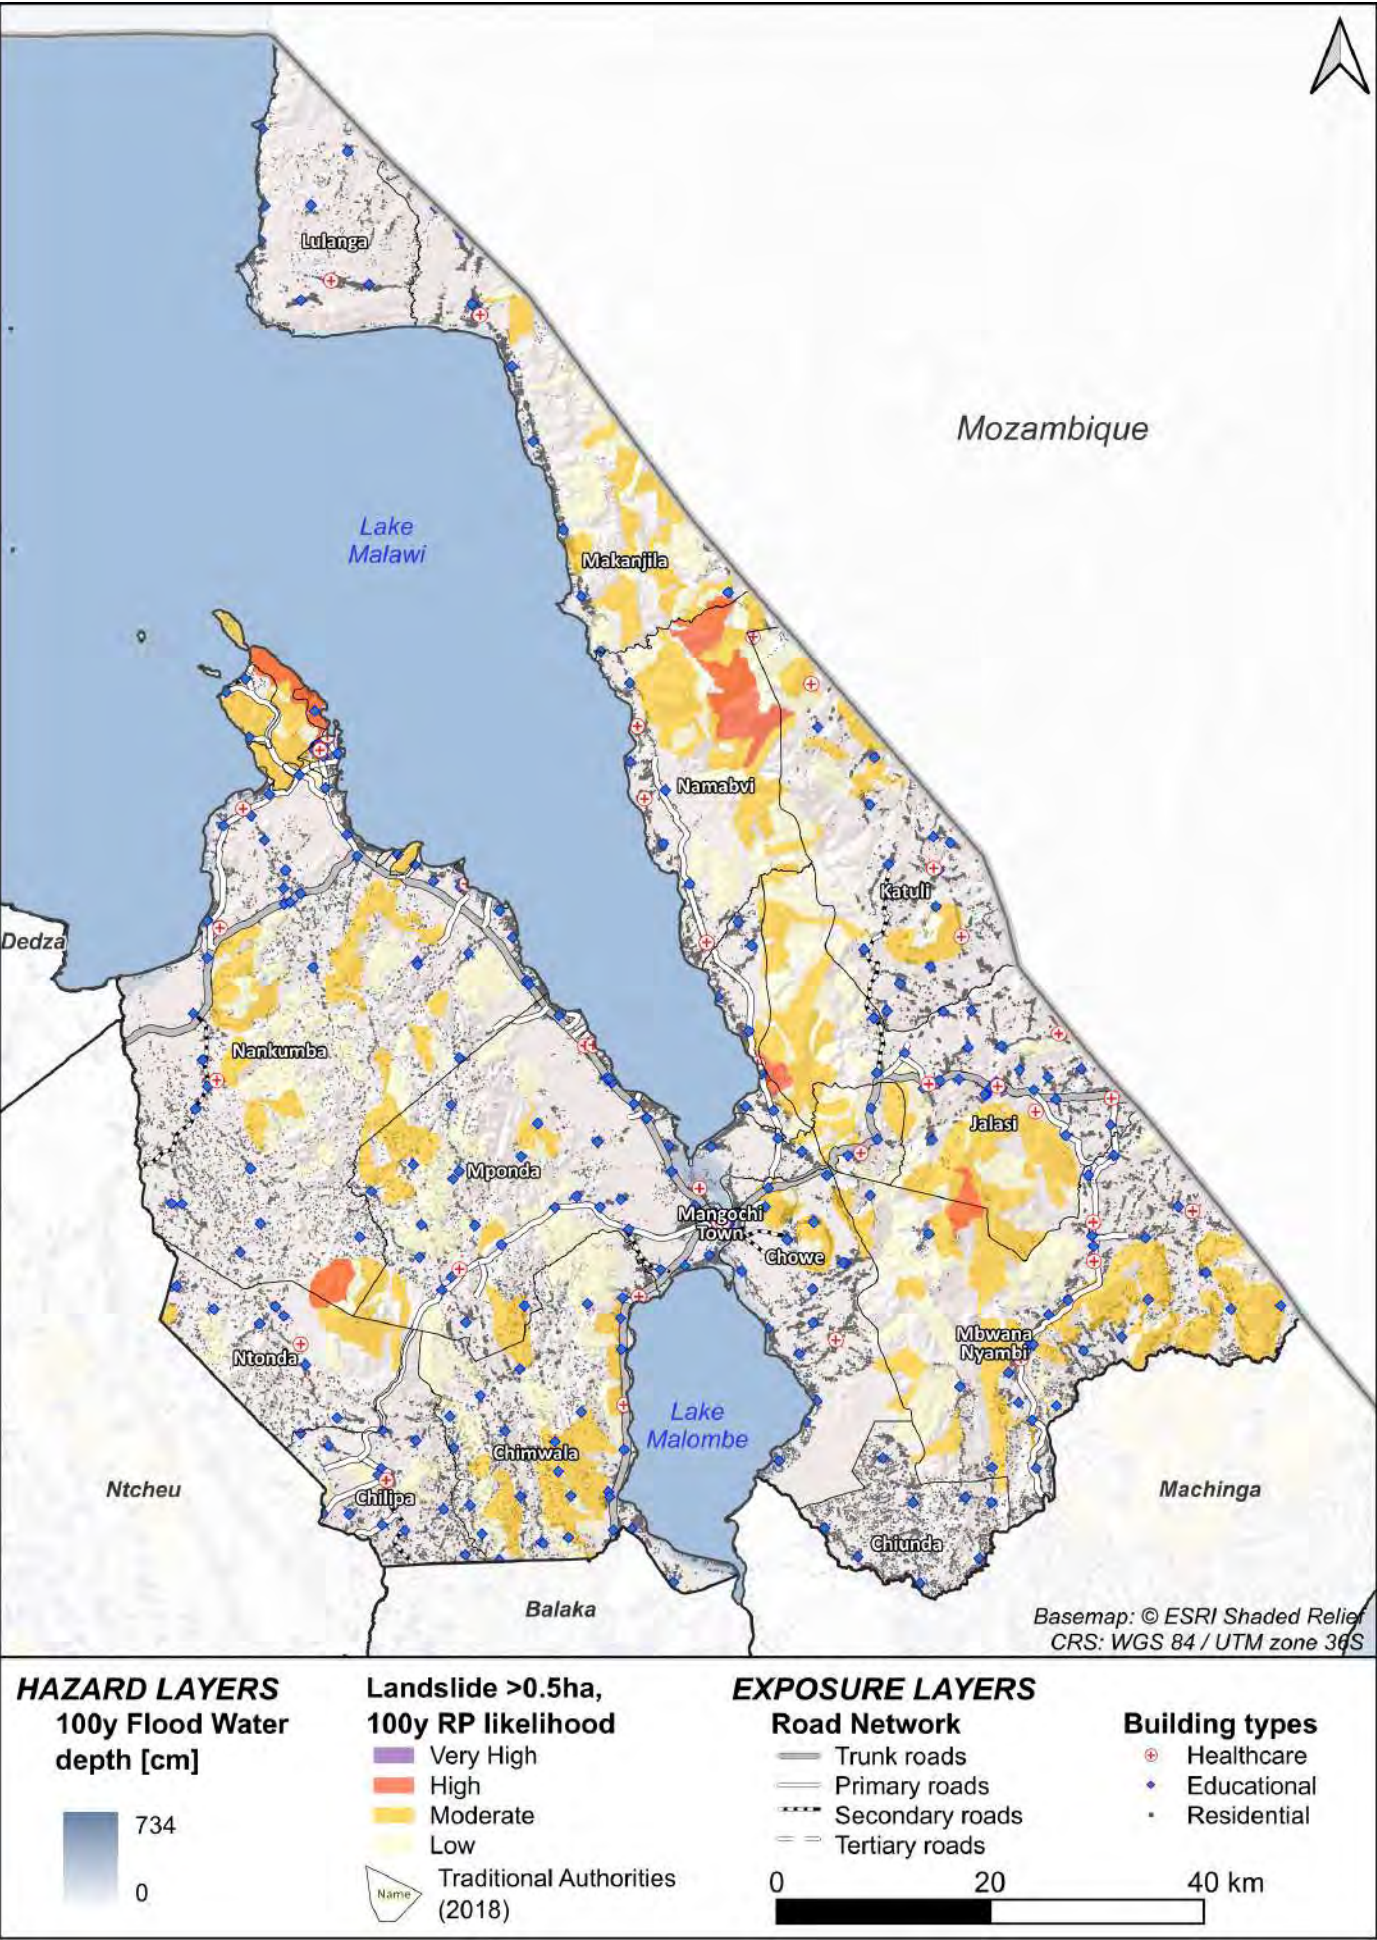 Lulanga
Mozambique
Lake
Malawi
Makanjila
Namabvi
Katuli
Dedza
Nankumba
Jalasi
Mponda
Mangochi
Town
Chowe
Mbwana
Nyambi
Ntonda
Lake
Malombe
Chimwala
Ntcheu
Chilipa
Machinga
Chiunda
Balaka
Basemap: © ESRI Shaded Relief
CRS: WGS 84 / UTM zone 36S
HAZARD LAYERS
100y Flood Water
depth [cm]
734
0
Landslide >0.5ha,
100y RP likelihood
Very High
High
Moderate
Low
Name
Traditional Authorities
(2018)
EXPOSURE LAYERS
Road Network
Trunk roads
Primary roads
Secondary roads
Tertiary roads
Building types
Healthcare
Educational
Residential
0 20 40 km